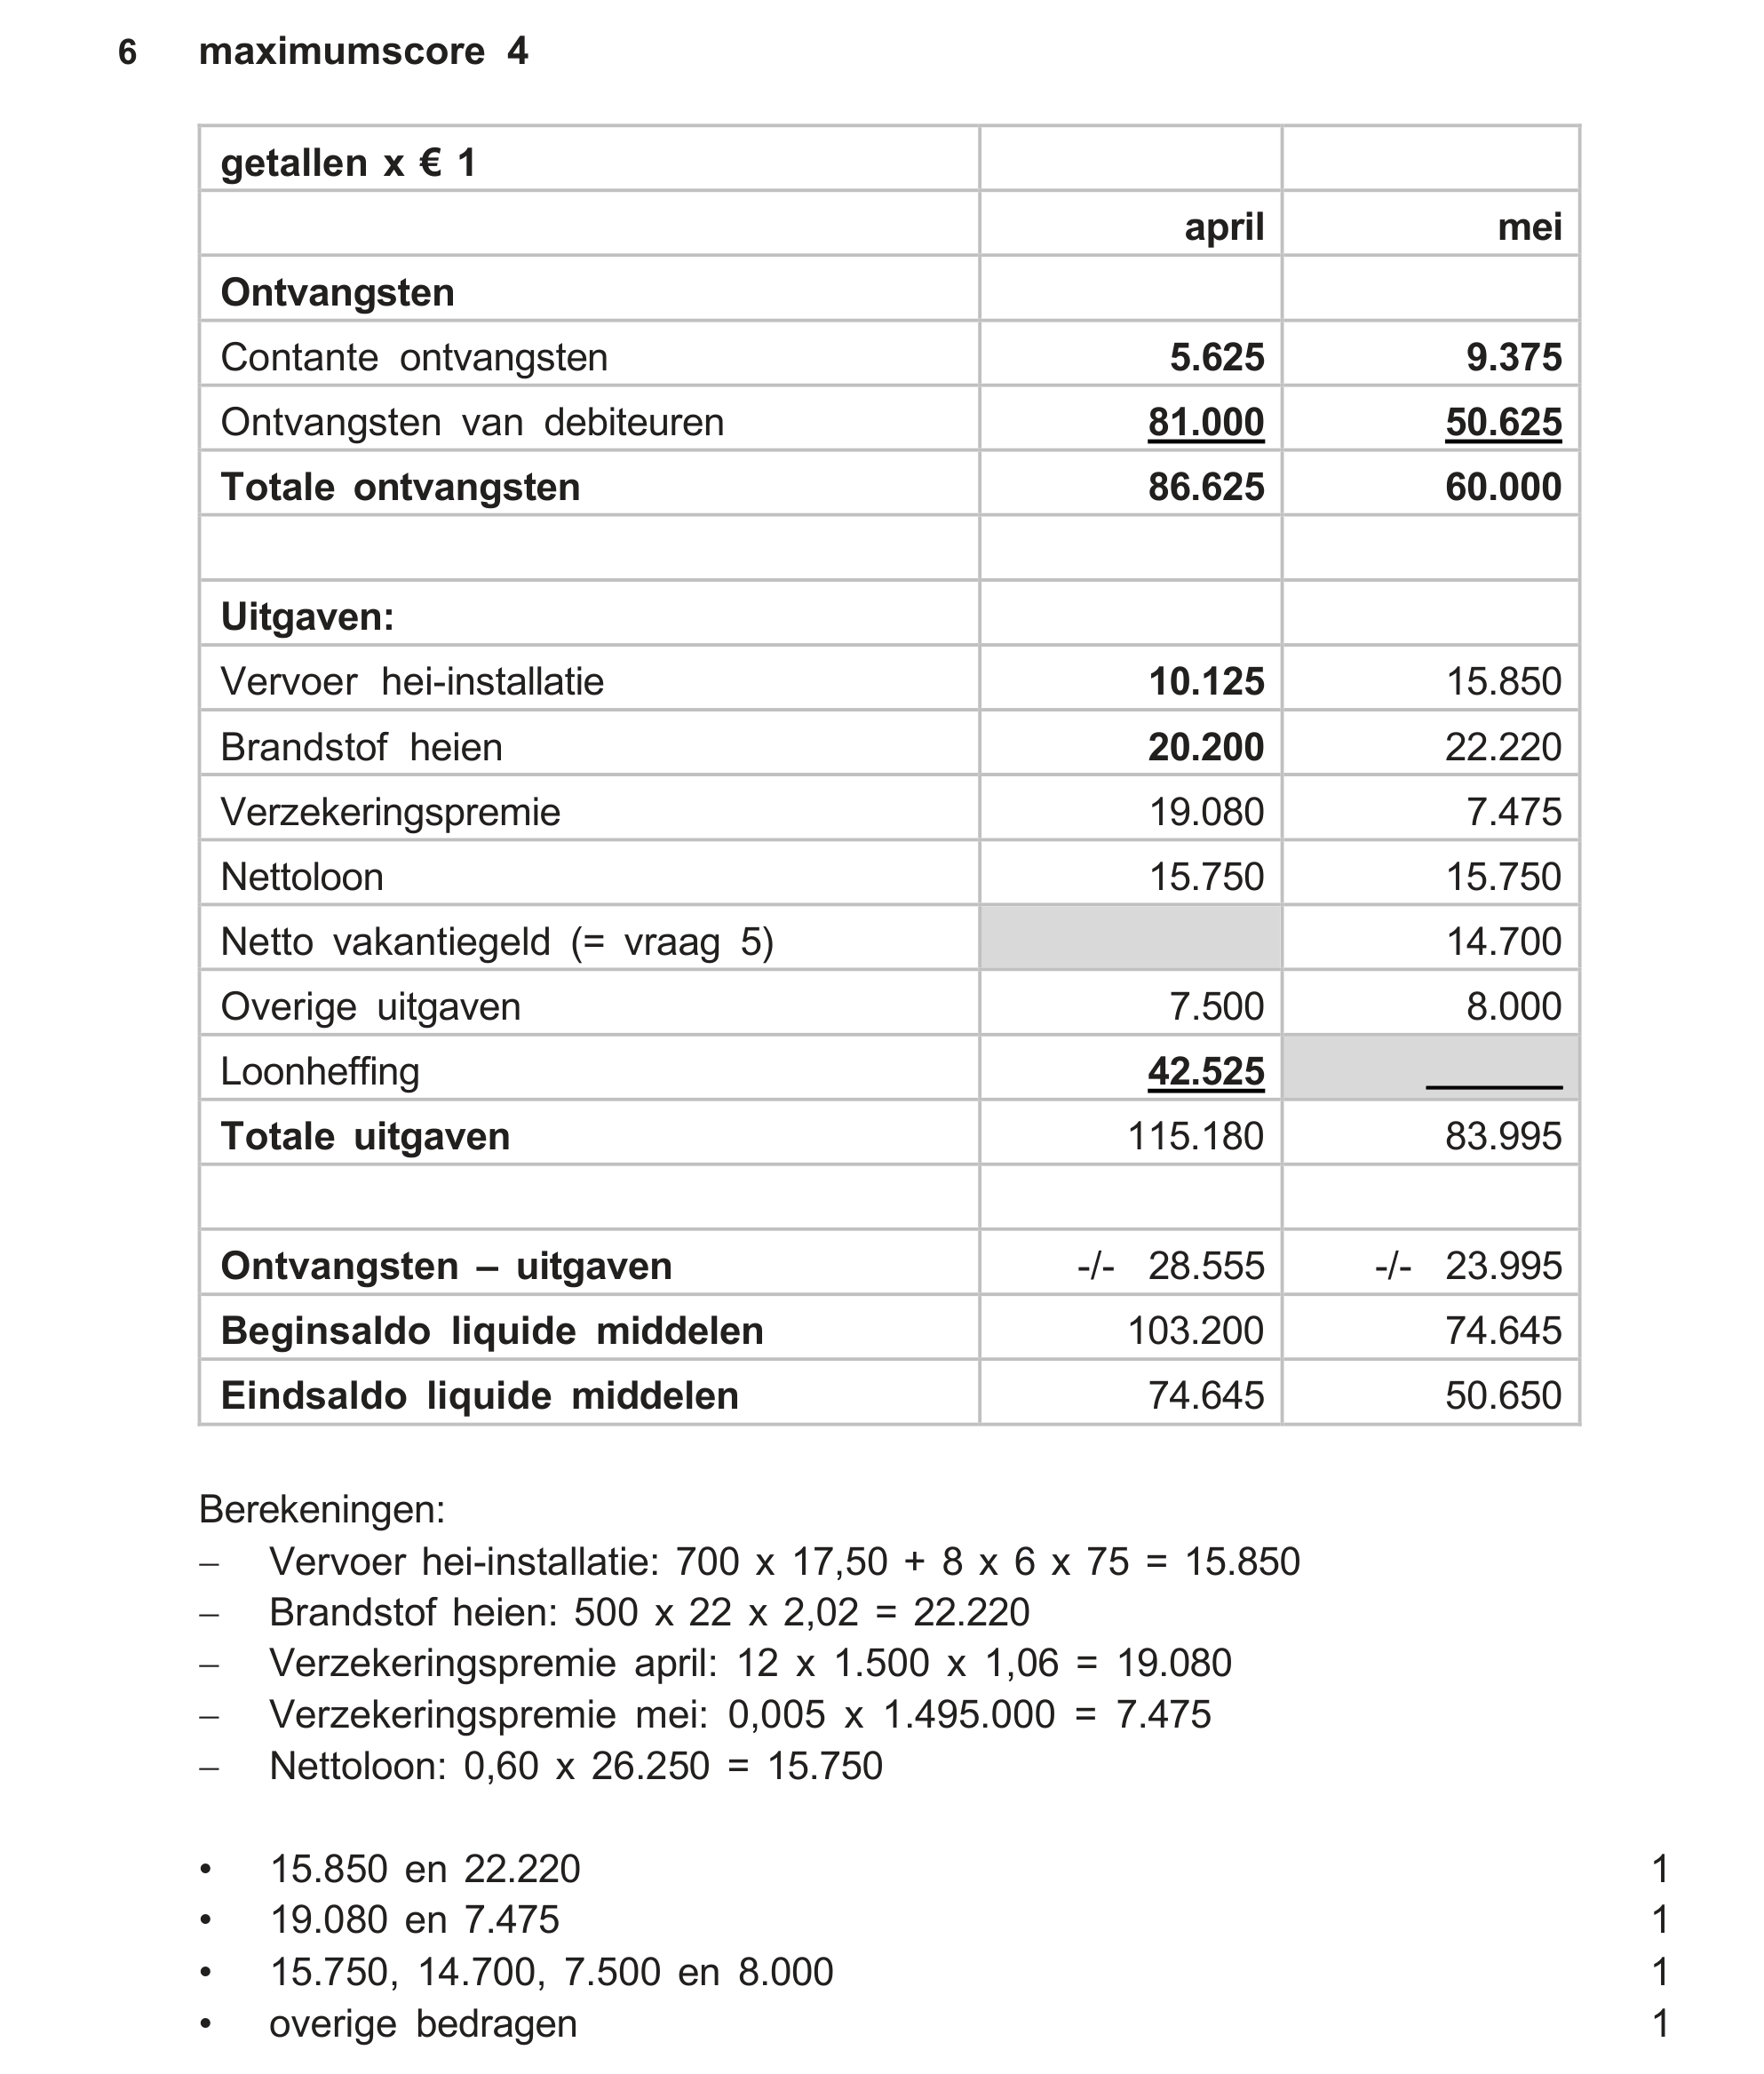 6 maximumscore 4
getallen x € 1
april mei
Ontvangsten
Contante ontvangsten 5.625 9.375
Ontvangsten van debiteuren 81.000 50.625
Totale ontvangsten 86.625 60.000
Uitgaven:
Vervoer hei-installatie 10.125 15.850
Brandstof heien 20.200 22.220
Verzekeringspremie 19.080 7.475
Nettoloon 15.750 15.750
Netto vakantiegeld (= vraag 5) 14.700
Overige uitgaven 7.500 8.000
Loonheffing 42.525
Totale uitgaven 115.180 83.995
Ontvangsten – uitgaven -/- 28.555 -/- 23.995
Beginsaldo liquide middelen 103.200 74.645
Eindsaldo liquide middelen 74.645 50.650
Berekeningen:
– Vervoer hei-installatie: 700 x 17,50 + 8 x 6 x 75 = 15.850
– Brandstof heien: 500 x 22 x 2,02 = 22.220
– Verzekeringspremie april: 12 x 1.500 x 1,06 = 19.080
– Verzekeringspremie mei: 0,005 x 1.495.000 = 7.475
– Nettoloon: 0,60 x 26.250 = 15.750
• 15.850 en 22.220 1
• 19.080 en 7.475 1
• 15.750, 14.700, 7.500 en 8.000 1
• overige bedragen 1